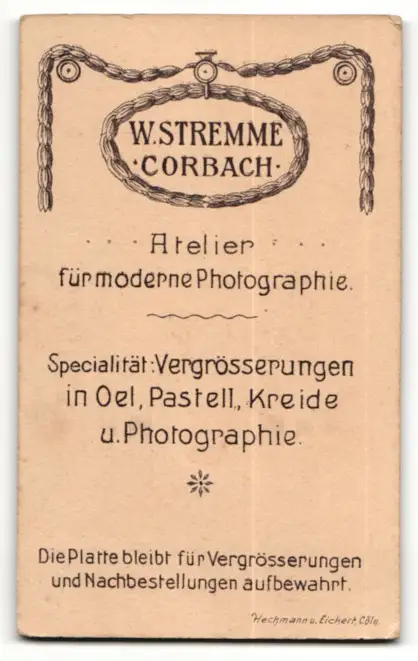 W. STREMME
· CORBACH ·
· · · Atelier · · ·
für moderne Photographie.
Specialität: Vergrösserungen
in Oel, Pastell, Kreide
u. Photographie.
Die Platte bleibt für Vergrösserungen
und Nachbestellungen aufbewahrt.
Heckmann u. Eickert, Cöln.